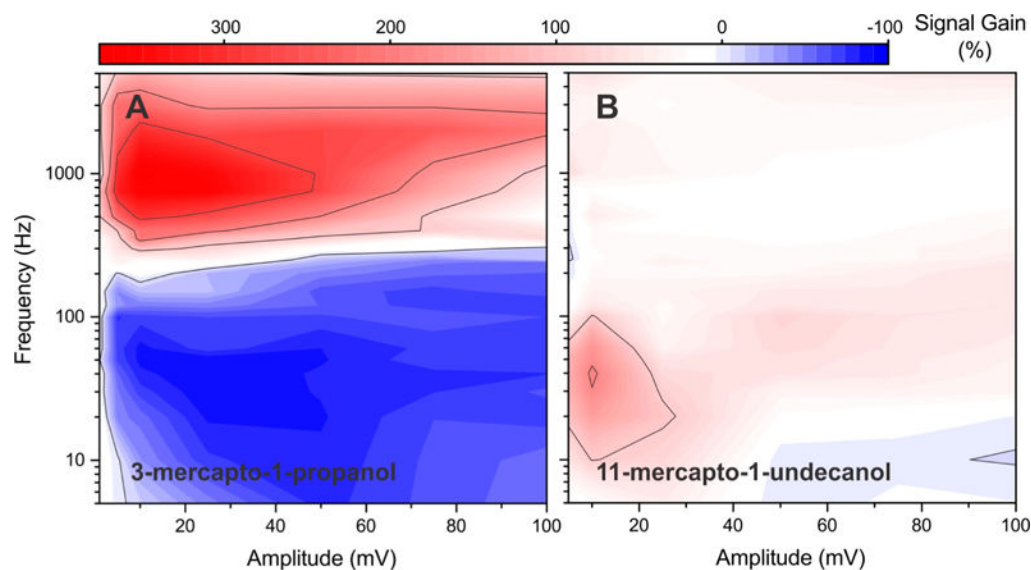 300 200 100 0 -100 Signal Gain
(%)
A B
Frequency (Hz)
1000
100
10
3-mercapto-1-propanol 11-mercapto-1-undecanol
20 40 60 80 100 20 40 60 80 100
Amplitude (mV) Amplitude (mV)